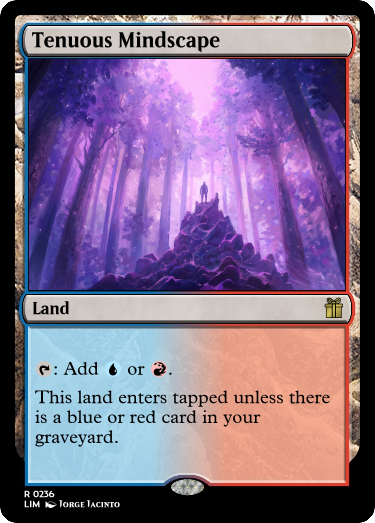 Tenuous Mindscape
Land
: Add or .
This land enters tapped unless there
is a blue or red card in your
graveyard.
R 0236
LIM Jorge Jacinto